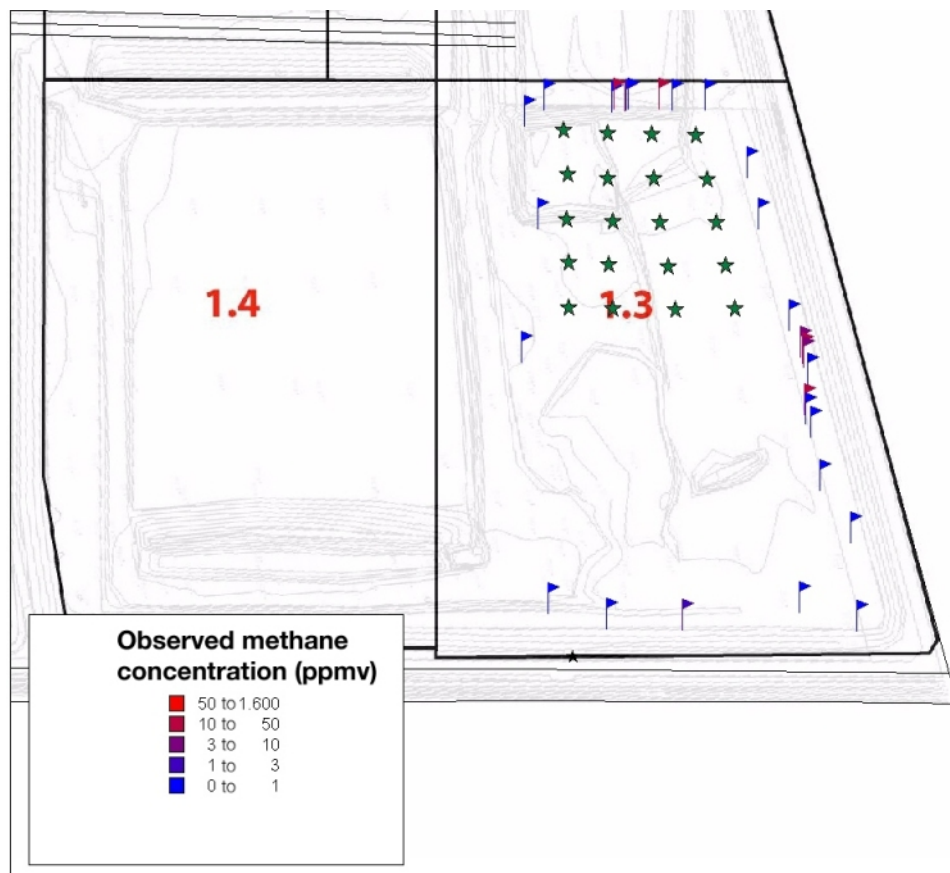 1.4
1.3
Observed methane
concentration (ppmv)
50 to 1.600
10 to 50
3 to 10
1 to 3
0 to 1